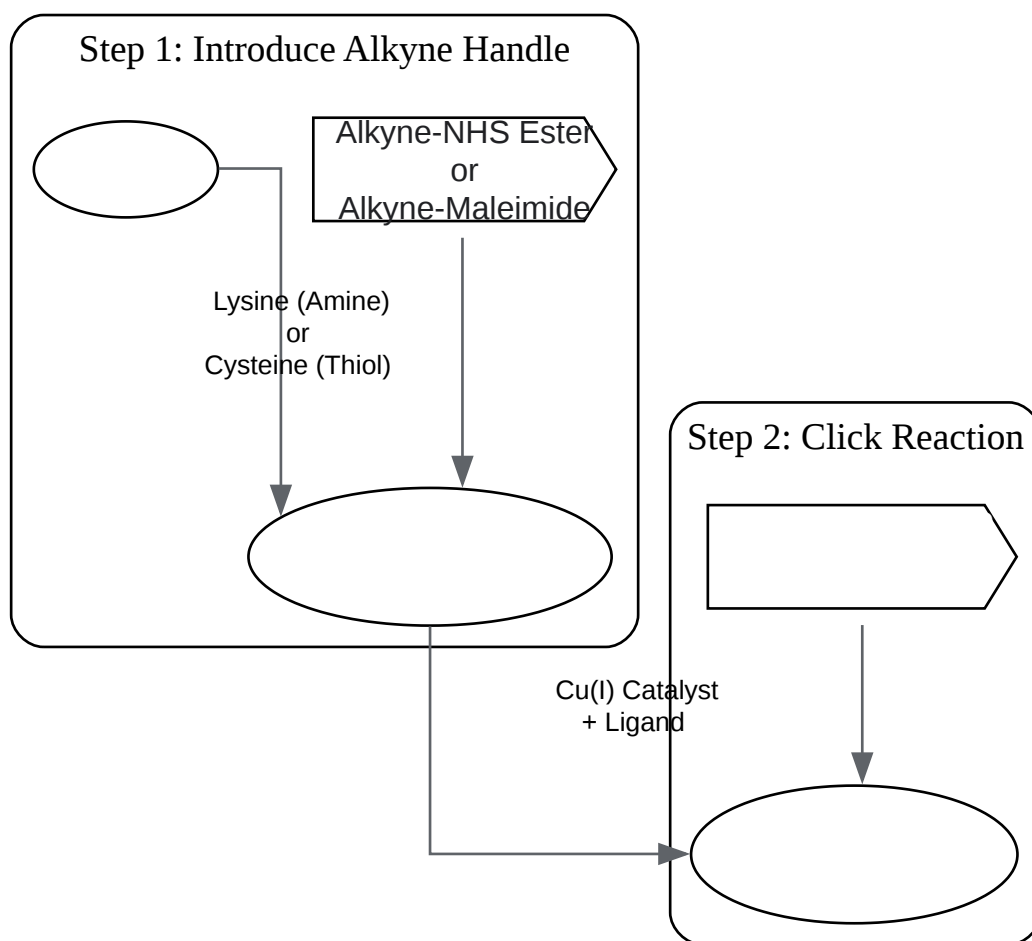 Step 1: Introduce Alkyne Handle
Alkyne-NHS Ester
or
Alkyne-Maleimide
Lysine (Amine)
or
Cysteine (Thiol)
Step 2: Click Reaction
Cu(I) Catalyst
+ Ligand